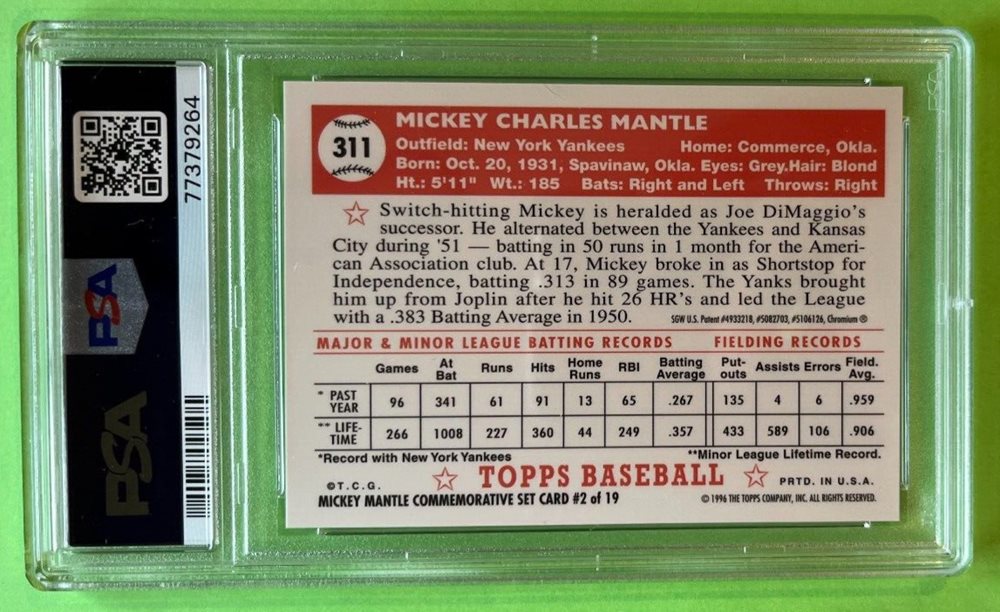 77379264
PSA
PSA
311
MICKEY CHARLES MANTLE
Outfield: New York Yankees Home: Commerce, Okla.
Born: Oct. 20, 1931, Spavinaw, Okla. Eyes: Grey.Hair: Blond
Ht.: 5'11" Wt.: 185 Bats: Right and Left Throws: Right
Switch-hitting Mickey is heralded as Joe DiMaggio's
successor. He alternated between the Yankees and Kansas
City during '51 — batting in 50 runs in 1 month for the Ameri-
can Association club. At 17, Mickey broke in as Shortstop for
Independence, batting .313 in 89 games. The Yanks brought
him up from Joplin after he hit 26 HR's and led the League
with a .383 Batting Average in 1950. SGW U.S. Patent #4933218, #5082703, #5106126, Chromium ®
MAJOR & MINOR LEAGUE BATTING RECORDS FIELDING RECORDS
Games At Bat Runs Hits Home Runs RBI Batting Average Put-outs Assists Errors Field. Avg.
* PAST YEAR 96 341 61 91 13 65 .267 135 4 6 .959
** LIFE-TIME 266 1008 227 360 44 249 .357 433 589 106 .906
*Record with New York Yankees **Minor League Lifetime Record.
©T.C.G. TOPPS BASEBALL PRTD. IN U.S.A.
MICKEY MANTLE COMMEMORATIVE SET CARD #2 of 19 © 1996 THE TOPPS COMPANY, INC. ALL RIGHTS RESERVED.
PSA